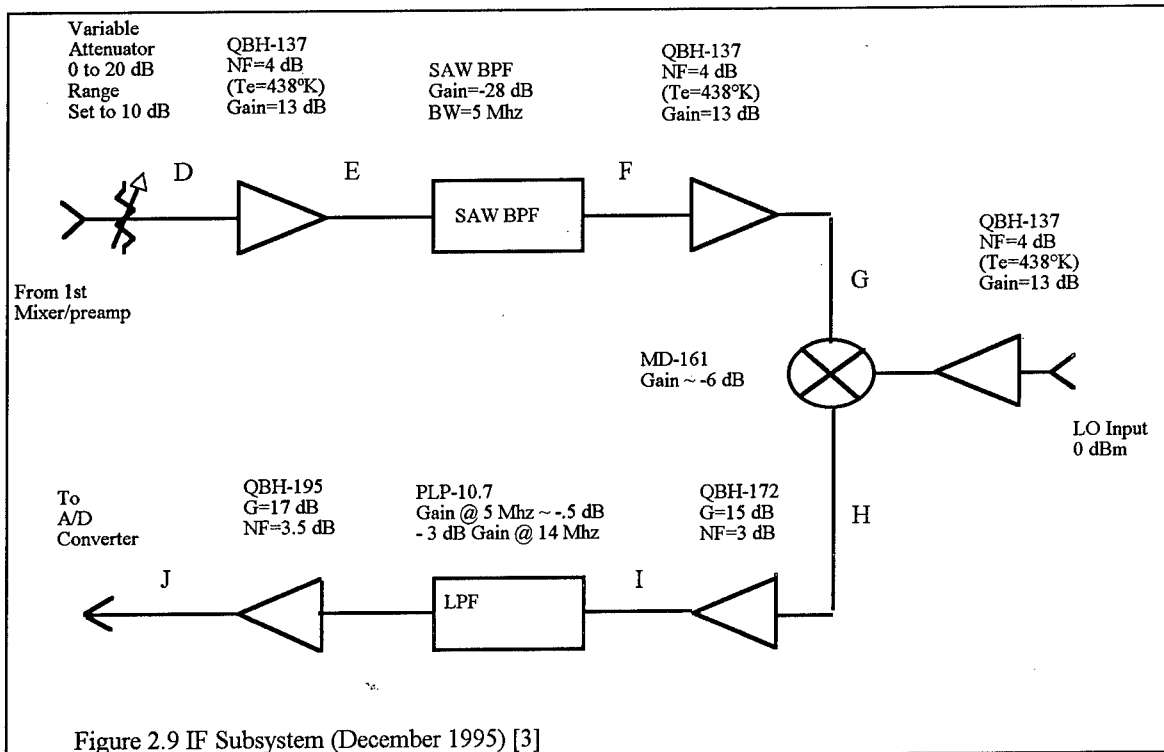 Variable
Attenuator
0 to 20 dB
Range
Set to 10 dB
QBH-137
NF=4 dB
(Te=438°K)
Gain=13 dB
SAW BPF
Gain=-28 dB
BW=5 Mhz
QBH-137
NF=4 dB
(Te=438°K)
Gain=13 dB
D
E
F
SAW BPF
From 1st
Mixer/preamp
QBH-137
NF=4 dB
(Te=438°K)
Gain=13 dB
G
MD-161
Gain ~ -6 dB
LO Input
0 dBm
To
A/D
Converter
QBH-195
G=17 dB
NF=3.5 dB
PLP-10.7
Gain @ 5 Mhz ~ -.5 dB
- 3 dB Gain @ 14 Mhz
QBH-172
G=15 dB
NF=3 dB
H
J
I
LPF
Figure 2.9 IF Subsystem (December 1995) [3]